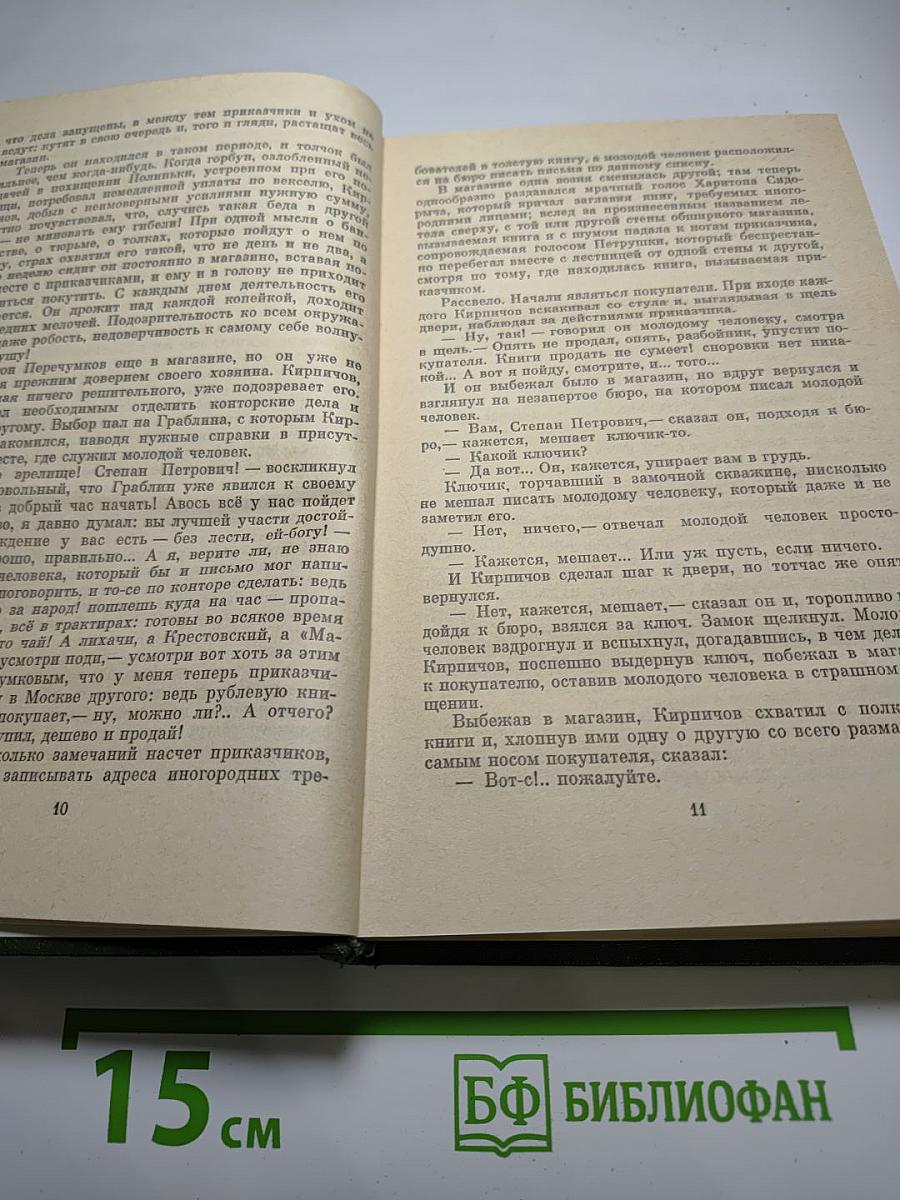 что дела запущены, а между тем приказчики и ухом не
ведут: кутят в свою очередь и, того и гляди, растащат весь
магазин.
Теперь он находился в таком периоде, и толчок был
сильнее, чем когда-нибудь. Когда горбун, озлобленный
в похищении Полиньки, устроенном при его
потребовал немедленной уплаты по векселю, Кир-
добыв с неимоверными усилиями нужную сумму,
почувствовал, что, случись такая беда в другой
— не миновать ему гибели! При одной мысли о бан-
о тюрьме, о толках, которые пойдут о нем по
страх охватил его такой, что не день и не два, а
неделю сидит он постоянно в магазине, вставая по-
с приказчиками, и ему и в голову не приходит
покутить. С каждым днем деятельность его
Он дрожит над каждой копейкой, доходит
мелочей. Подозрительность ко всем окружа-
даже робость, недоверчивость к самому себе волну-
Перечумков еще в магазине, но он уже не
я прежним довернем своего хозяина. Кирпичов,
ничего решительного, уже подозревает его.
необходимым отделить конторские дела и
другому. Выбор пал на Граблина, с которым Кир-
наводя нужные справки в присут-
где служил молодой человек.
зрелище! Степан Петрович! — воскликнул
что Граблин уже явился к своему
в добрый час начать! Авось всё у нас пойдет
я давно думал: вы лучшей участи достой-
у вас есть — без лести, ей-богу! —
правильно... А я, верите ли, не знаю
человека, который бы и письмо мог напи-
поговорить, и то-се по конторе сделать: ведь
за народ! пошлешь куда на час — пропа-
всё в трактирах: готовы во всякое время
то чай! А лихачи, а Крестовский, а «Ма-
усмотри поди,— усмотри вот хоть за этим
что у меня теперь приказчи-
у в Москве другого: ведь рублевую кни-
покупает,— ну, можно ли?.. А отчего?
дешево и продай!
замечаний насчет приказчиков,
записывать адреса иногородних тре-
10
бователей в толстую книгу, а молодой человек расположил-
ся на бюро писать письма по данному списку.
В магазине одна возня сменилась другой; там теперь
однообразно раздавался мрачный голос Харитона Сидо-
рыча, который кричал заглавия книг, требуемых иного-
родними лицами; вслед за произнесенным названием ле-
тела сверху, с той или другой стены обширного магазина,
вызываемая книга и с шумом падала к ногам приказчика,
сопровождаемая голосом Петрушки, который беспрестан-
но перебегал вместе с лестницей от одной стены к другой,
смотря по тому, где находилась книга, вызываемая при-
казчиком.
Рассвело. Начали являться покупатели. При входе каж-
дого Кирпичов вскакивал со стула и, выглядывая в щель
двери, наблюдал за действиями приказчика.
— Ну, так! — говорил он молодому человеку, смотря
в щель.— Опять не продал, опять, разбойник, упустит по-
купателя. Книги продать не сумеет! сноровки нет ника-
кой... А вот я пойду, смотрите, и... того...
И он выбежал было в магазин, но вдруг вернулся и
взглянул на незапертое бюро, на котором писал молодой
человек.
— Вам, Степан Петрович,— сказал он, подходя к бю-
ро,— кажется, мешает ключик-то.
— Какой ключик?
— Да вот... Он, кажется, упирает вам в грудь.
Ключик, торчавший в замочной скважине, нисколько
не мешал писать молодому человеку, который даже и не
заметил его.
— Нет, ничего,— отвечал молодой человек просто-
душно.
— Кажется, мешает... Или уж пусть, если ничего.
И Кирпичов сделал шаг к двери, но тотчас же опят
вернулся.
— Нет, кажется, мешает,— сказал он и, торопливо
дойдя к бюро, взялся за ключ. Замок щелкнул. Моло
человек вздрогнул и вспыхнул, догадавшись, в чем дел
Кирпичов, поспешно выдернув ключ, побежал в мага
к покупателю, оставив молодого человека в страшном
щении.
Выбежав в магазин, Кирпичов схватил с полк
книги и, хлопнув ими одну о другую со всего разма
самым носом покупателя, сказал:
— Вот-с!.. пожалуйте.
11
15 см
БФ БИБЛИОФАН